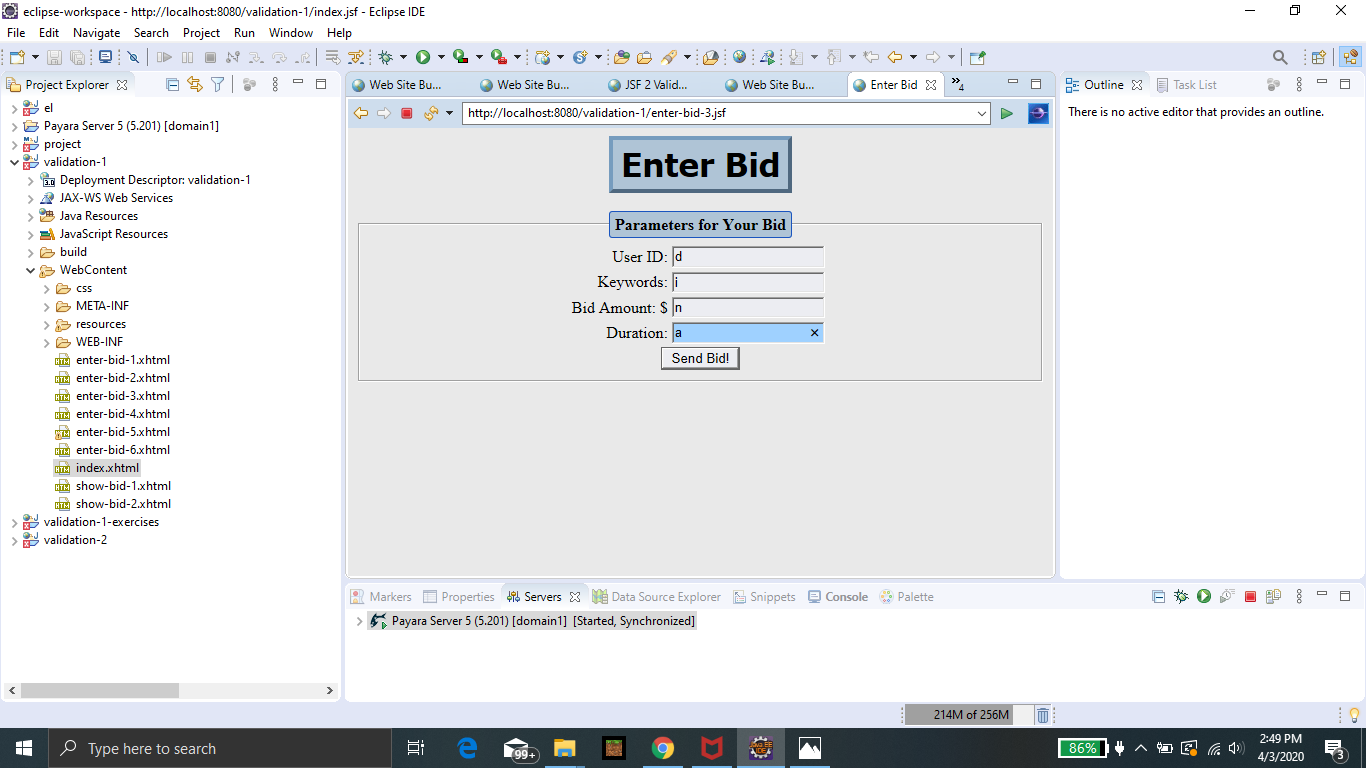 eclipse-workspace - http://localhost:8080/validation-1/index.jsf - Eclipse IDE
File Edit Navigate Search Project Run Window Help
Project Explorer
el
Payara Server 5 (5.201) [domain1]
project
validation-1
Deployment Descriptor: validation-1
JAX-WS Web Services
Java Resources
JavaScript Resources
build
WebContent
css
META-INF
resources
WEB-INF
enter-bid-1.xhtml
enter-bid-2.xhtml
enter-bid-3.xhtml
enter-bid-4.xhtml
enter-bid-5.xhtml
enter-bid-6.xhtml
index.xhtml
show-bid-1.xhtml
show-bid-2.xhtml
validation-1-exercises
validation-2
Web Site Bu... Web Site Bu... JSF 2 Valid... Web Site Bu... Enter Bid »4
http://localhost:8080/validation-1/enter-bid-3.jsf
Enter Bid
Parameters for Your Bid
User ID: d
Keywords: i
Bid Amount: $ n
Duration: a
Send Bid!
Outline Task List
There is no active editor that provides an outline.
Markers Properties Servers Data Source Explorer Snippets Console Palette
Payara Server 5 (5.201) [domain1] [Started, Synchronized]
214M of 256M
Type here to search
99+
86%
2:49 PM
4/3/2020
3